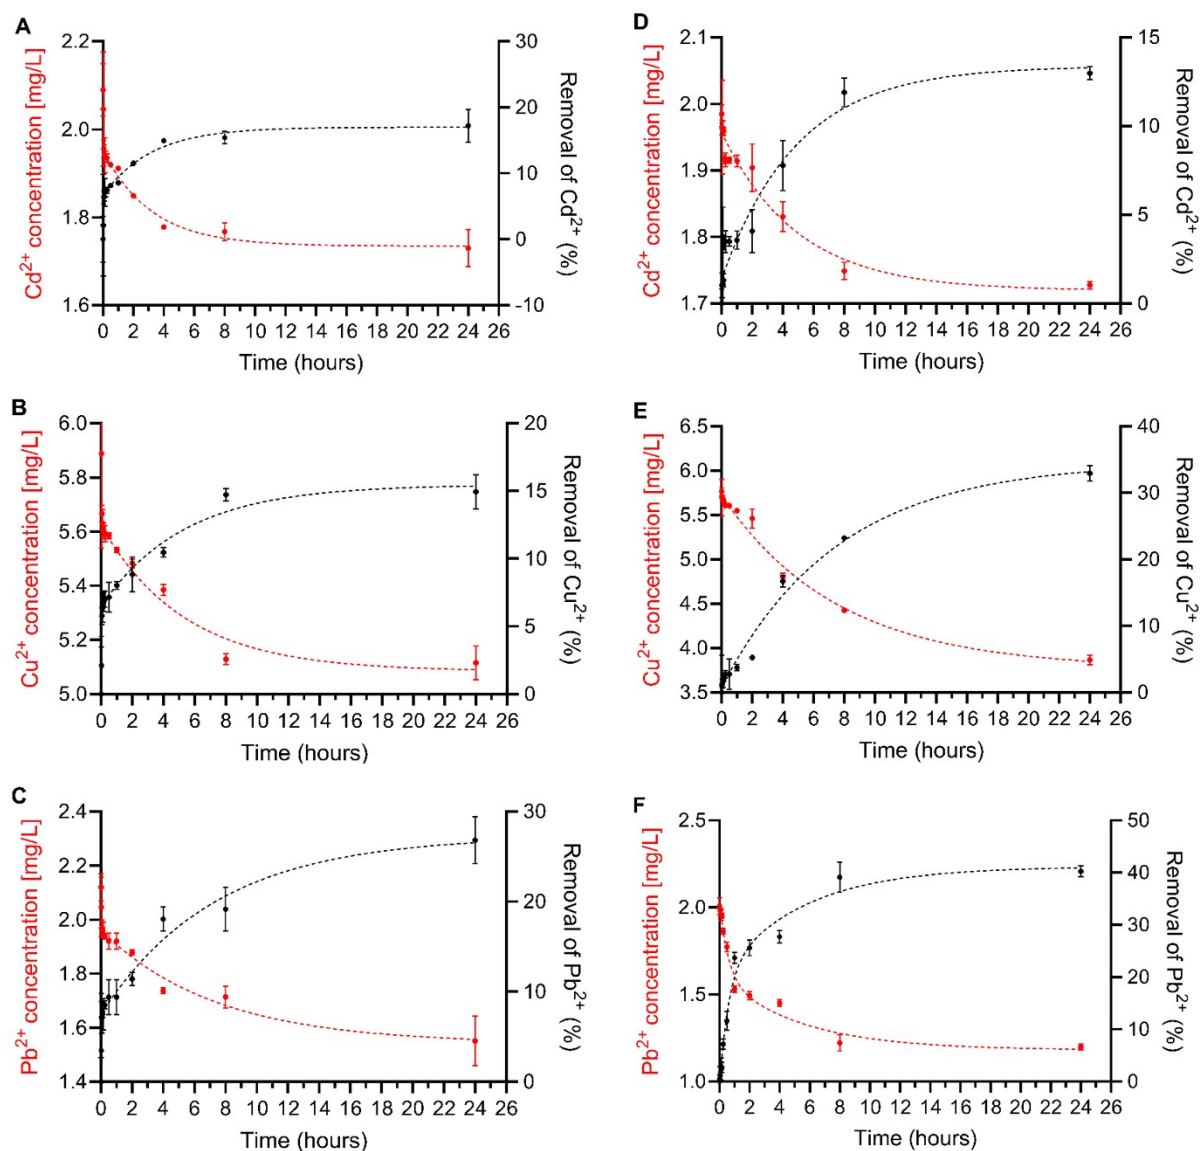 A
Cd2+ concentration [mg/L]
2.2
2.0
1.8
1.6
30
20
10
0
-10
Removal of Cd2+ (%)
0 2 4 6 8 10 12 14 16 18 20 22 24 26
Time (hours)
D
Cd2+ concentration [mg/L]
2.1
2.0
1.9
1.8
1.7
15
10
5
0
Removal of Cd2+ (%)
0 2 4 6 8 10 12 14 16 18 20 22 24 26
Time (hours)
B
Cu2+ concentration [mg/L]
6.0
5.8
5.6
5.4
5.2
5.0
20
15
10
5
0
Removal of Cu2+ (%)
0 2 4 6 8 10 12 14 16 18 20 22 24 26
Time (hours)
E
Cu2+ concentration [mg/L]
6.5
6.0
5.5
5.0
4.5
4.0
3.5
40
30
20
10
0
Removal of Cu2+ (%)
0 2 4 6 8 10 12 14 16 18 20 22 24 26
Time (hours)
C
Pb2+ concentration [mg/L]
2.4
2.2
2.0
1.8
1.6
1.4
30
20
10
0
Removal of Pb2+ (%)
0 2 4 6 8 10 12 14 16 18 20 22 24 26
Time (hours)
F
Pb2+ concentration [mg/L]
2.5
2.0
1.5
1.0
50
40
30
20
10
0
Removal of Pb2+ (%)
0 2 4 6 8 10 12 14 16 18 20 22 24 26
Time (hours)